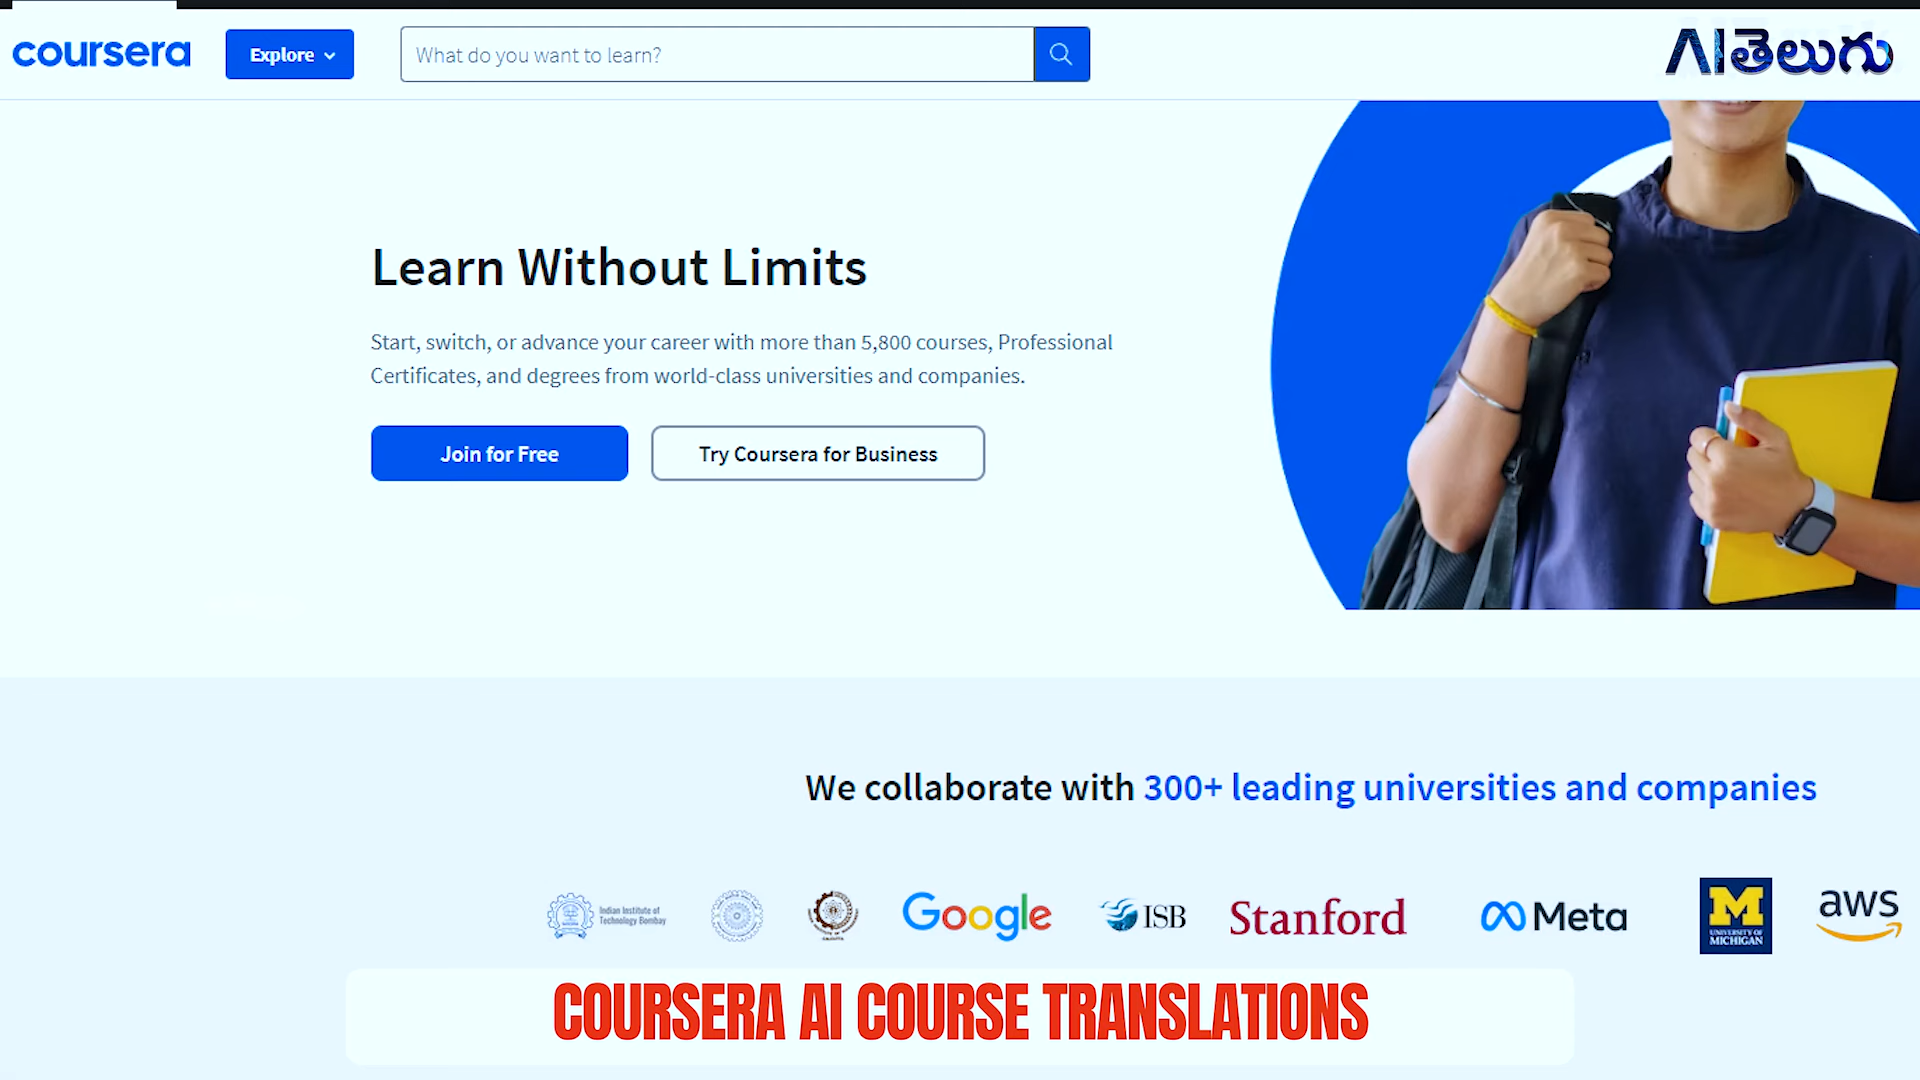 coursera
Explore
What do you want to learn?
AIతెలుగు
Learn Without Limits
Start, switch, or advance your career with more than 5,800 courses, Professional
Certificates, and degrees from world-class universities and companies.
Join for Free
Try Coursera for Business
We collaborate with 300+ leading universities and companies
Indian Institute of
Technology Bombay
Google
ISB
Stanford
Meta
M
UNIVERSITY OF
MICHIGAN
aws
COURSERA AI COURSE TRANSLATIONS